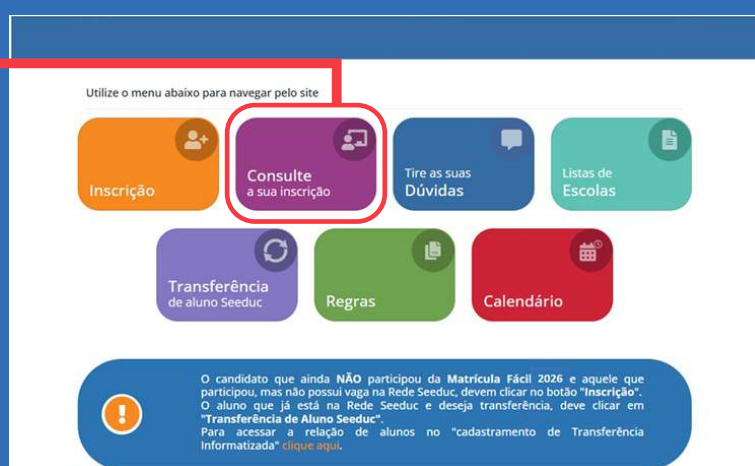 Utilize o menu abaixo para navegar pelo site
Inscrição
Consulte
a sua inscrição
Tire as suas
Dúvidas
Listas de
Escolas
Transferência
de aluno Seeduc
Regras
Calendário
O candidato que ainda NÃO participou da Matrícula Fácil 2026 e aquele que
participou, mas não possui vaga na Rede Seeduc, devem clicar no botão "Inscrição".
O aluno que já está na Rede Seeduc e deseja transferência, deve clicar em
"Transferência de Aluno Seeduc".
Para acessar a relação de alunos no "cadastramento de Transferência
Informatizada" clique aqui.